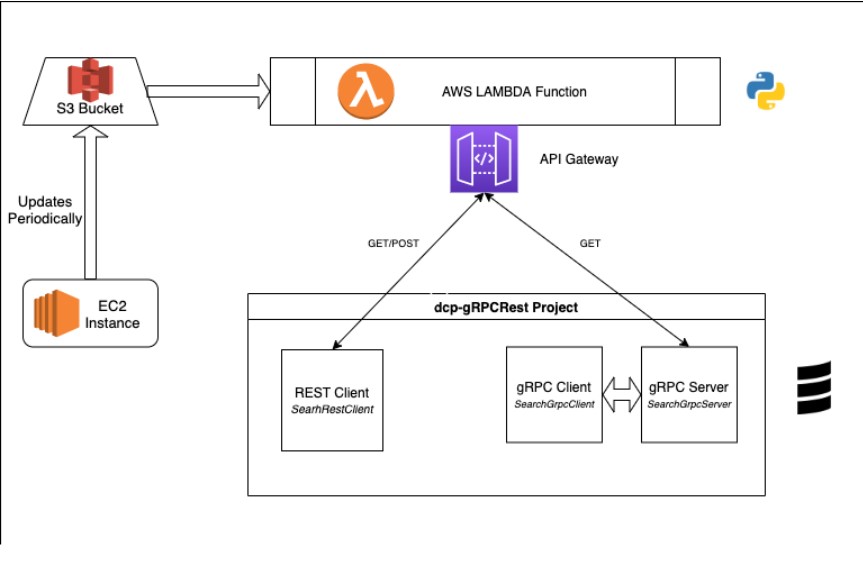 S3 Bucket
AWS LAMBDA Function
API Gateway
Updates
Periodically
GET/POST
GET
EC2
Instance
dcp-gRPCRest Project
REST Client
SearhRestClient
gRPC Client
SearchGrpcClient
gRPC Server
SearchGrpcServer